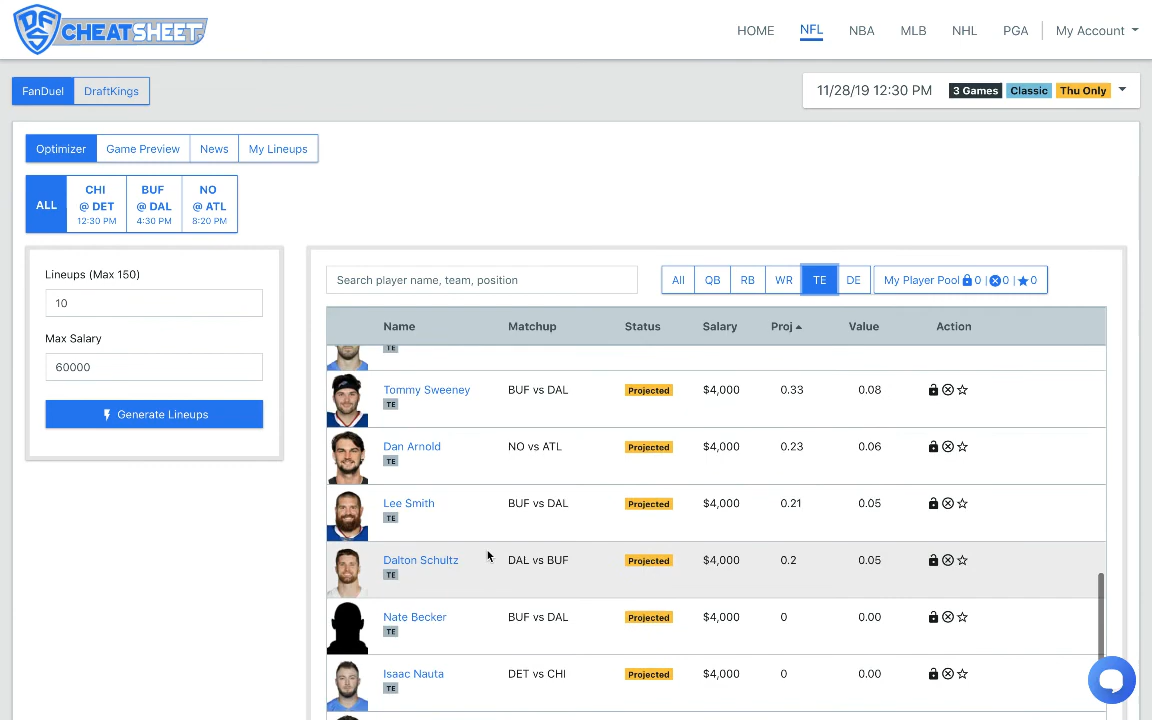 DFS CHEATSHEET
HOME NFL NBA MLB NHL PGA My Account
FanDuel DraftKings
11/28/19 12:30 PM 3 Games Classic Thu Only
Optimizer Game Preview News My Lineups
ALL
CHI
@ DET
12:30 PM
BUF
@ DAL
4:30 PM
NO
@ ATL
8:20 PM
Lineups (Max 150)
10
Max Salary
60000
Generate Lineups
Search player name, team, position
All QB RB WR TE DE My Player Pool 0 | 0 | 0
Name Matchup Status Salary Proj Value Action
TE
Tommy Sweeney BUF vs DAL Projected $4,000 0.33 0.08
TE
Dan Arnold NO vs ATL Projected $4,000 0.23 0.06
TE
Lee Smith BUF vs DAL Projected $4,000 0.21 0.05
TE
Dalton Schultz DAL vs BUF Projected $4,000 0.2 0.05
TE
Nate Becker BUF vs DAL Projected $4,000 0 0.00
TE
Isaac Nauta DET vs CHI Projected $4,000 0 0.00
TE